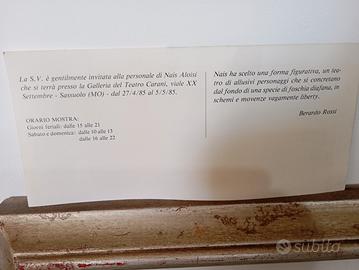 La S.V. è gentilmente invitata alla personale di Nais Aloisi
che si terrà presso la Galleria del Teatro Carani, viale XX
Settembre - Sassuolo (MO) - dal 27/4/85 al 5/5/85.
ORARIO MOSTRA:
Giorni feriali: dalle 15 alle 21
Sabato e domenica: dalle 10 alle 13
dalle 16 alle 22
Nais ha scelto una forma figurativa, un tea-
tro di allusivi personaggi che si concretano
dal fondo di una specie di foschia diafana, in
schemi e movenze vagamente liberty.
Berardo Rossi
subito